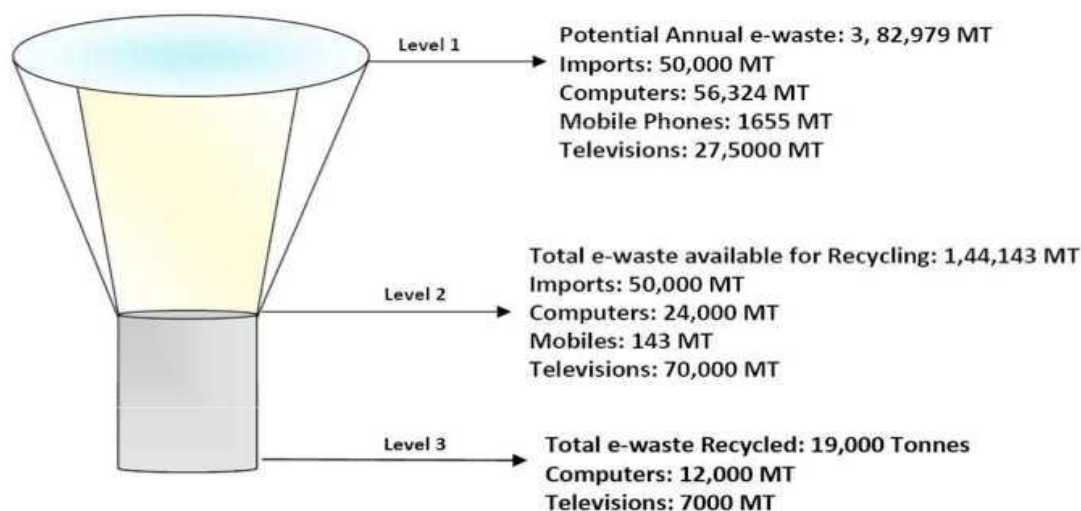 Level 1
Potential Annual e-waste: 3, 82,979 MT
Imports: 50,000 MT
Computers: 56,324 MT
Mobile Phones: 1655 MT
Televisions: 27,5000 MT
Level 2
Total e-waste available for Recycling: 1,44,143 MT
Imports: 50,000 MT
Computers: 24,000 MT
Mobiles: 143 MT
Televisions: 70,000 MT
Level 3
Total e-waste Recycled: 19,000 Tonnes
Computers: 12,000 MT
Televisions: 7000 MT